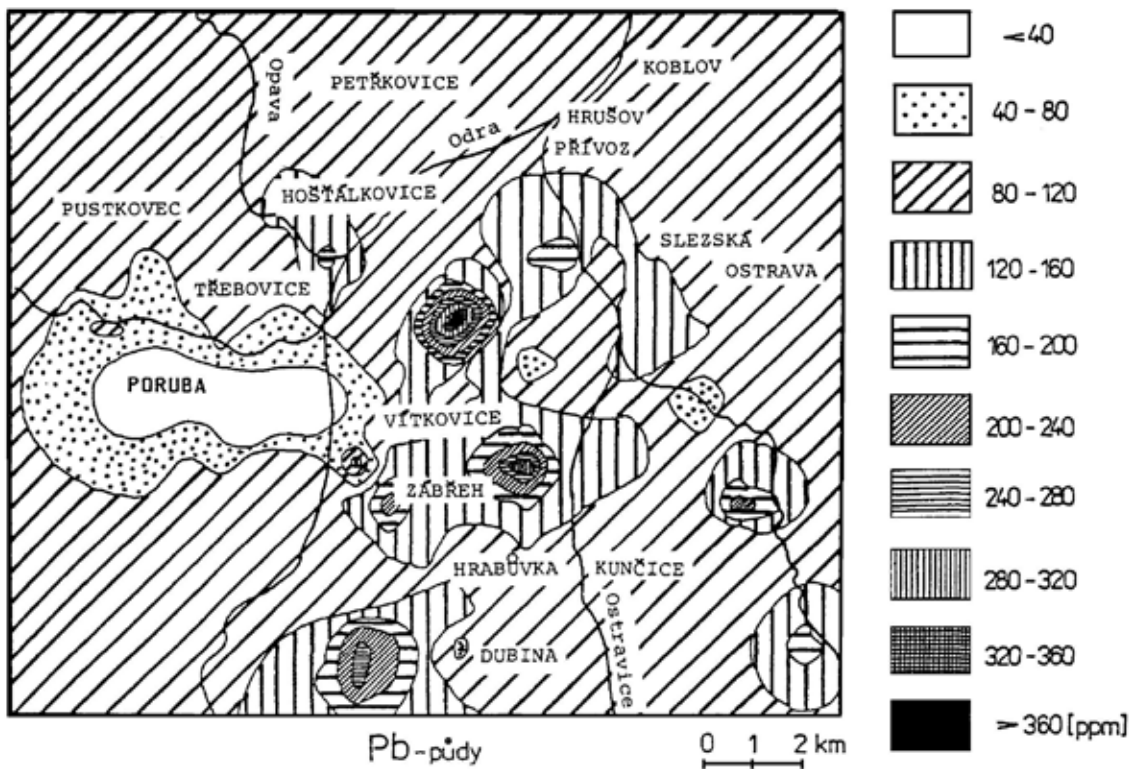 Opava
PETŘKOVICE
KOBLOV
Odra
HRUŠOV
PŘÍVOZ
HOŠŤÁLKOVICE
PUSTKOVEC
SLEZSKÁ
OSTRAVA
TŘEBOVICE
PORUBA
VÍTKOVICE
ZÁBŘEH
HRABŮVKA
KUNČICE
Ostravice
DUBINA
Pb-půdy
0 1 2 km
<40
40-80
80-120
120-160
160-200
200-240
240-280
280-320
320-360
>360 [ppm]